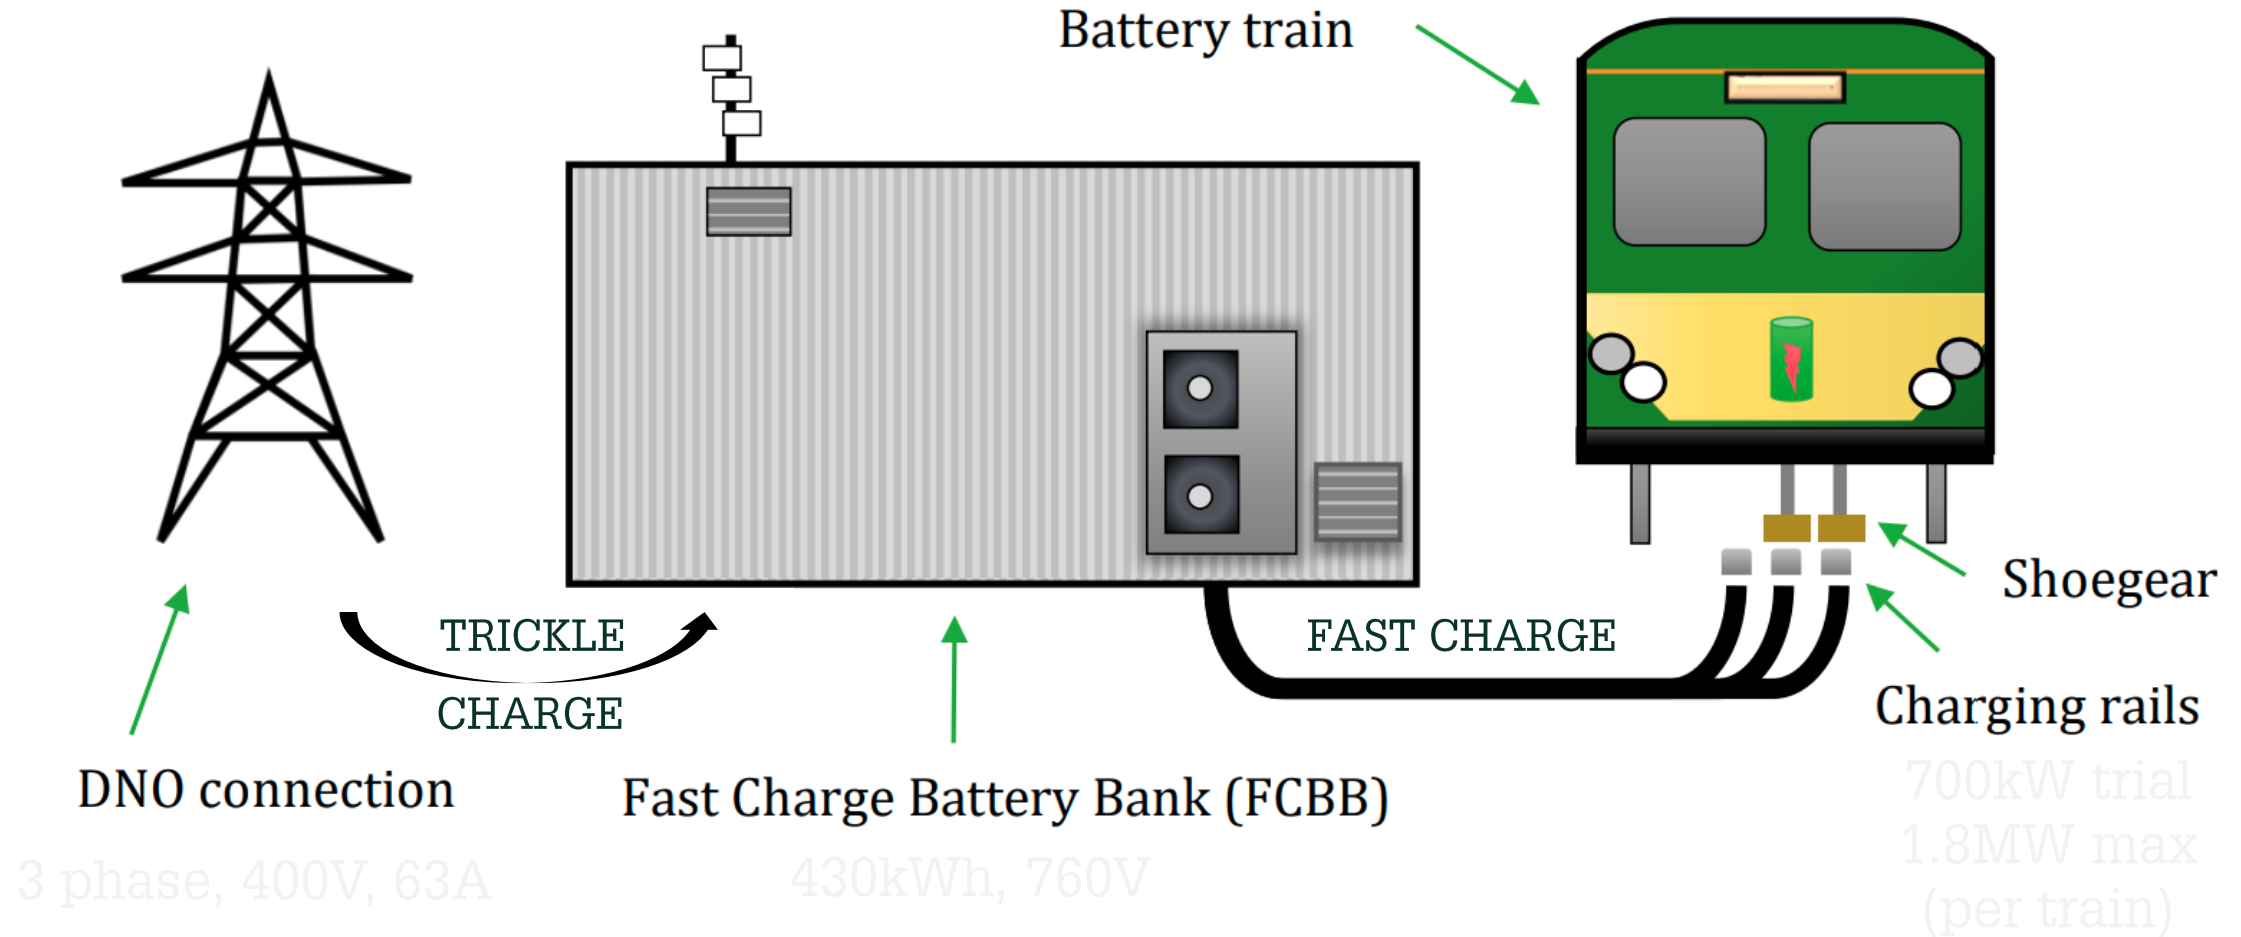 Battery train
Shoegear
TRICKLE
CHARGE
FAST CHARGE
Charging rails
DNO connection
Fast Charge Battery Bank (FCBB)
700kW trial
1.8MW max
(per train)
3 phase, 400V, 63A
430kWh, 760V